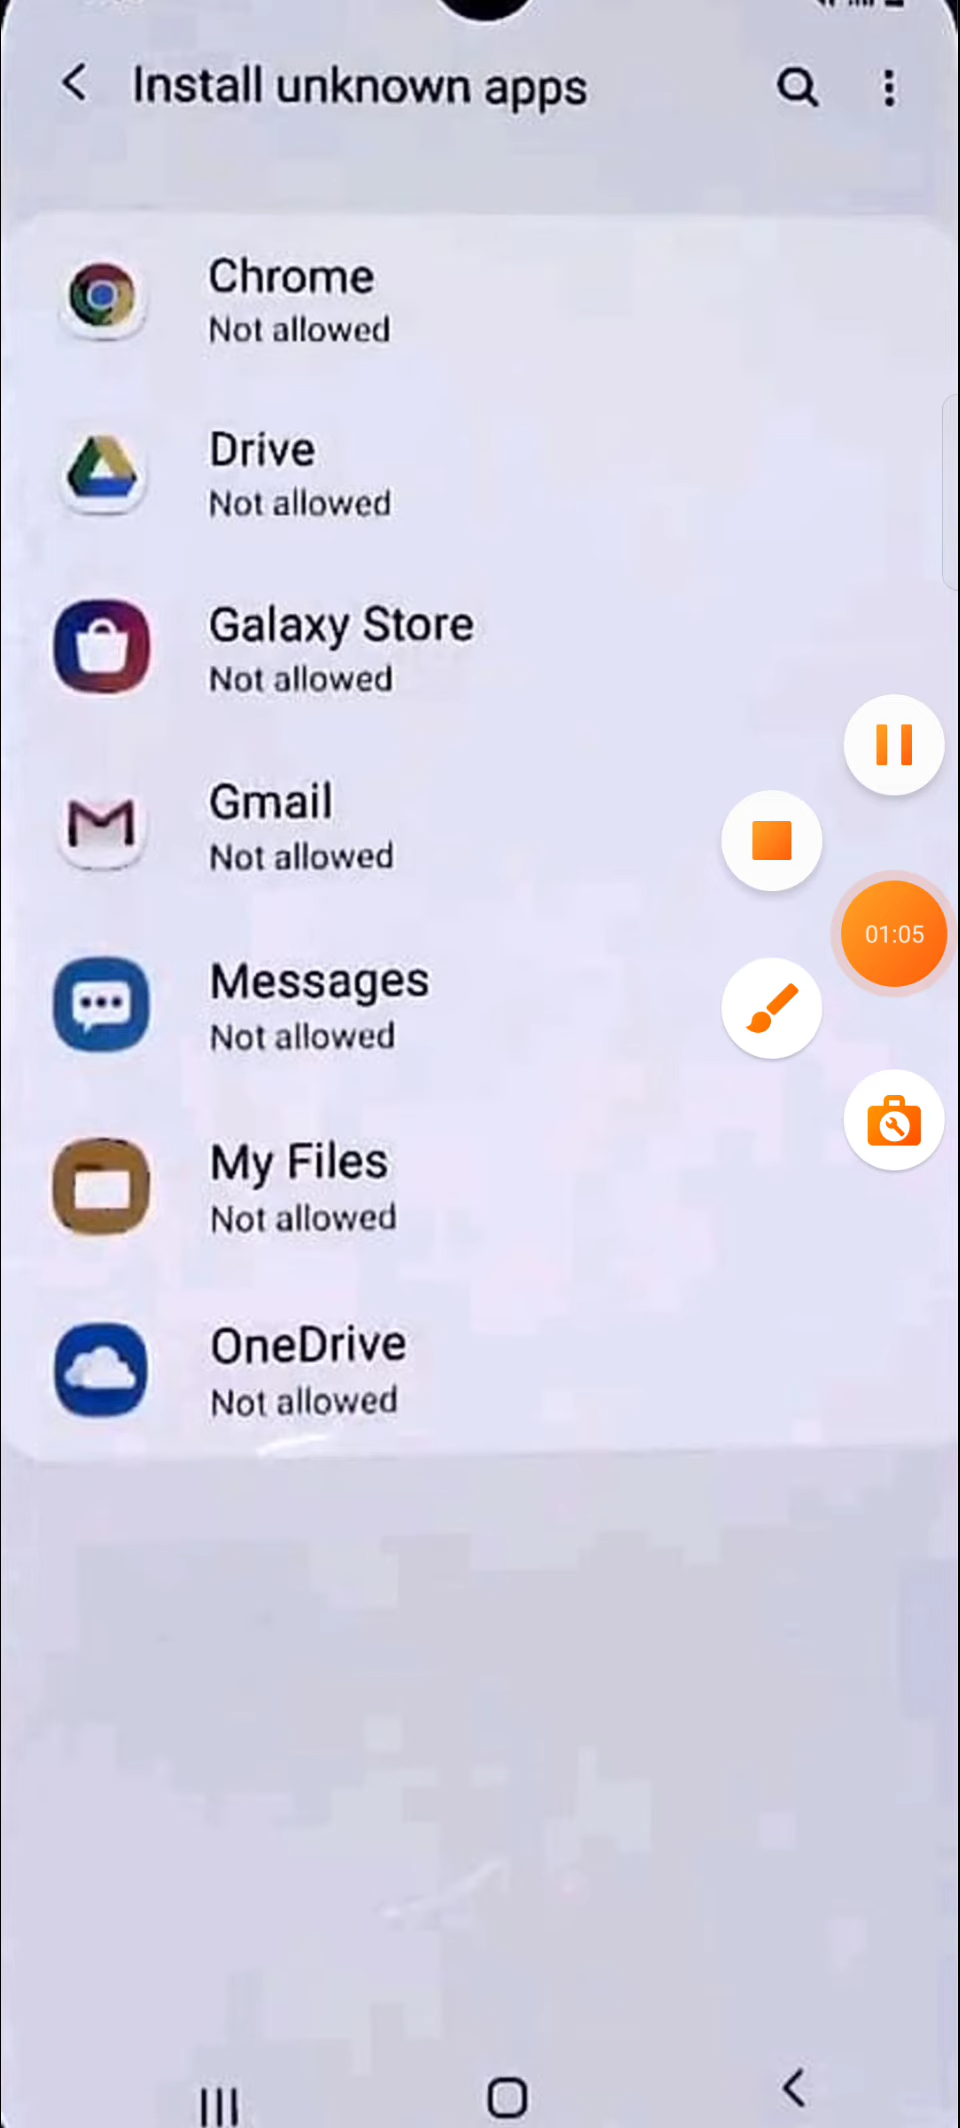 Install unknown apps
Chrome
Not allowed
Drive
Not allowed
Galaxy Store
Not allowed
Gmail
Not allowed
Messages
Not allowed
My Files
Not allowed
OneDrive
Not allowed
01:05